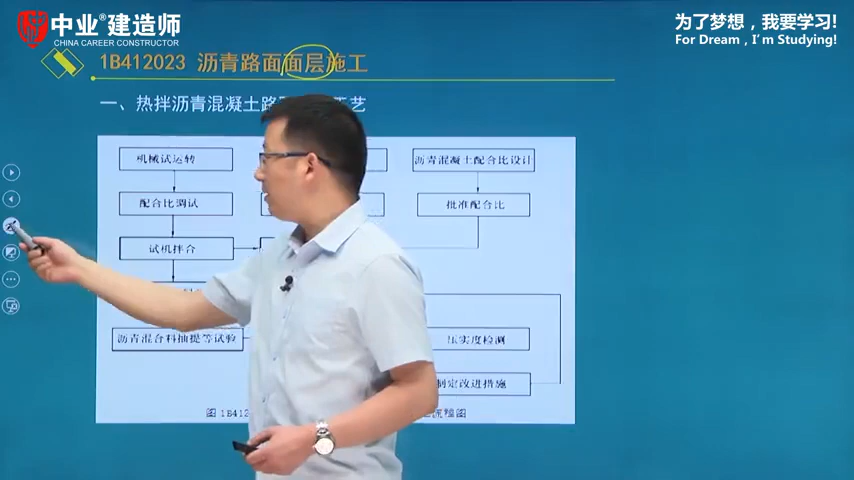 中业®建造师
CHINA CAREER CONSTRUCTOR
为了梦想，我要学习!
For Dream, I'm Studying!
1B412023 沥青路面面层施工
一、热拌沥青混凝土路
工艺
机械试运转
沥青混凝土配合比设计
配合比调试
批准配合比
试机拌合
沥青混合料抽提等试验
压实度检测
制定改进措施
图 1B412
流程图